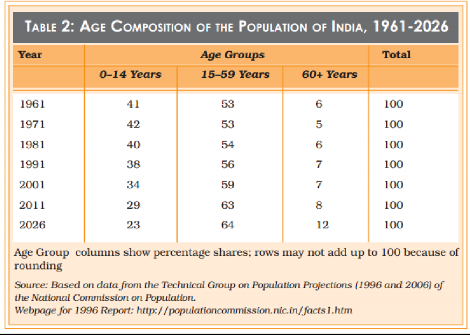 TABLE 2: AGE COMPOSITION OF THE POPULATION OF INDIA, 1961-2026
Year Age Groups Total
0–14 Years 15–59 Years 60+ Years
1961 41 53 6 100
1971 42 53 5 100
1981 40 54 6 100
1991 38 56 7 100
2001 34 59 7 100
2011 29 63 8 100
2026 23 64 12 100
Age Group columns show percentage shares; rows may not add up to 100 because of
rounding
Source: Based on data from the Technical Group on Population Projections (1996 and 2006) of
the National Commission on Population.
Webpage for 1996 Report: http://populationcommission.nic.in/facts1.htm